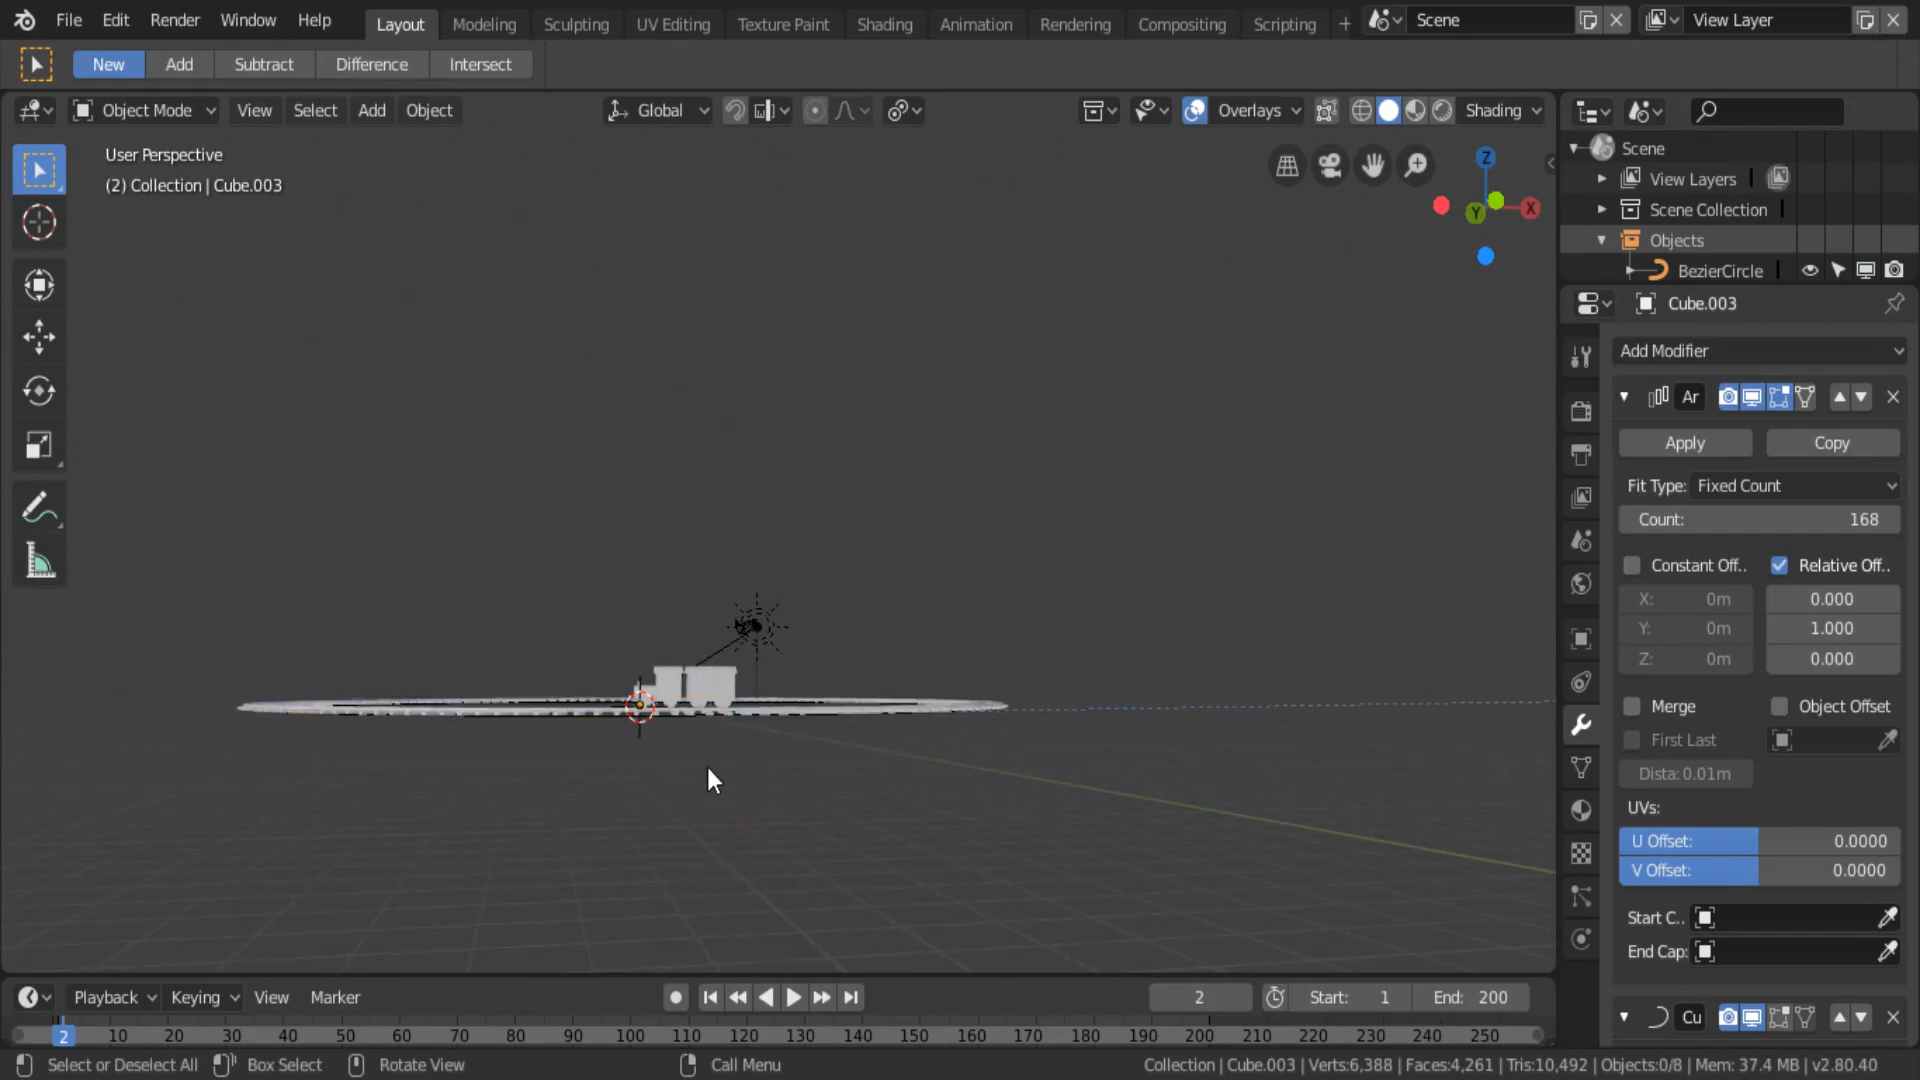 File Edit Render Window Help Layout Modeling Sculpting UV Editing Texture Paint Shading Animation Rendering Compositing Scripting + Scene View Layer
New Add Subtract Difference Intersect
Object Mode View Select Add Object Global Overlays Shading
User Perspective
(2) Collection | Cube.003
Z
Y X
Scene
View Layers
Scene Collection
Objects
BezierCircle
Cube.003
Add Modifier
Ar
Apply Copy
Fit Type: Fixed Count
Count: 168
Constant Off.. Relative Off..
X: 0m 0.000
Y: 0m 1.000
Z: 0m 0.000
Merge Object Offset
First Last
Dista: 0.01m
UVs:
U Offset: 0.0000
V Offset: 0.0000
Start C..
End Cap:
Cu
Playback Keying View Marker 2 Start: 1 End: 200
2 10 20 30 40 50 60 70 80 90 100 110 120 130 140 150 160 170 180 190 200 210 220 230 240 250
Select or Deselect All Box Select Rotate View Call Menu Collection | Cube.003 | Verts:6,388 | Faces:4,261 | Tris:10,492 | Objects:0/8 | Mem: 37.4 MB | v2.80.40